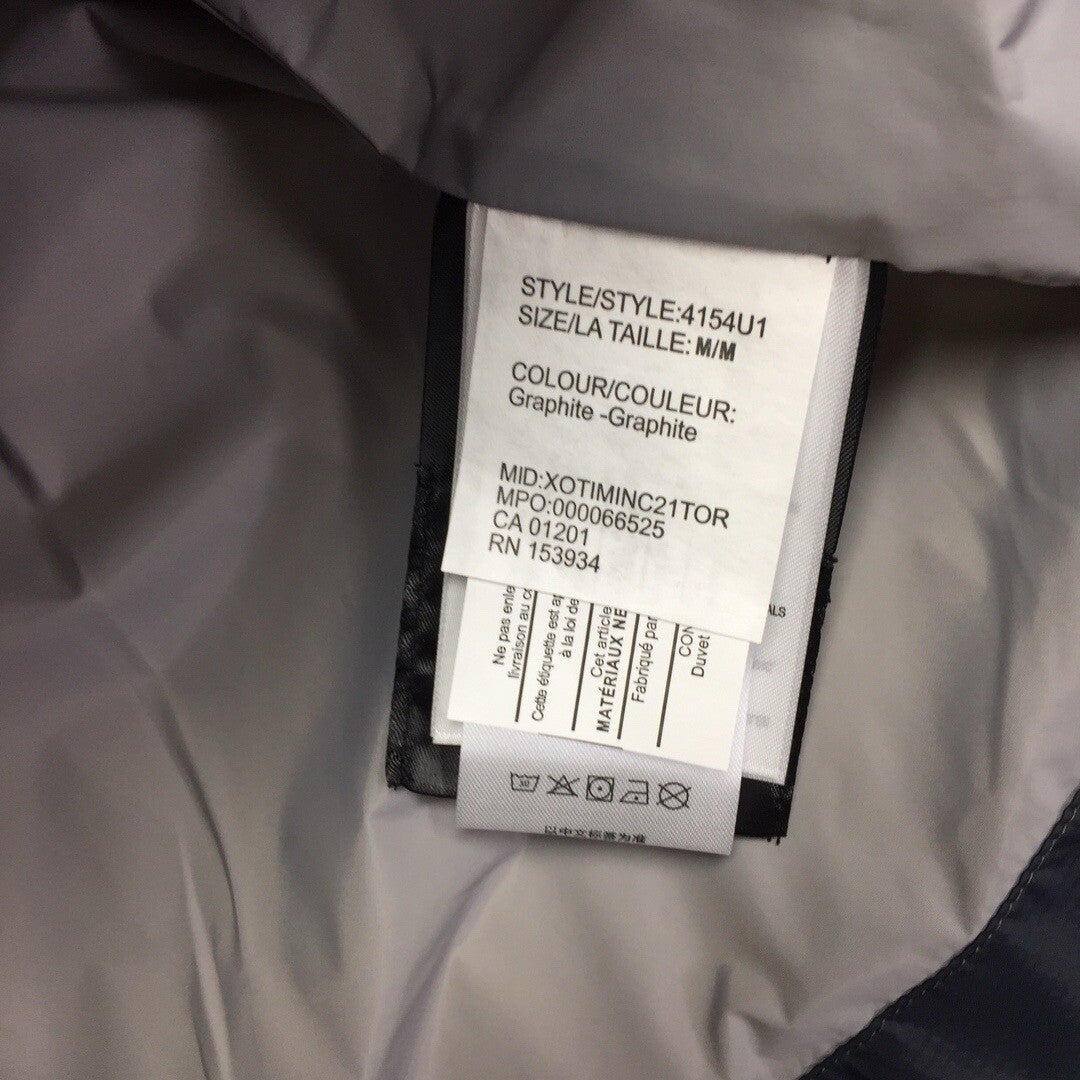 STYLE/STYLE:4154U1
SIZE/LA TAILLE: M/M
COLOUR/COULEUR:
Graphite -Graphite
MID:XOTIMINC21TOR
MPO:000066525
CA 01201
RN 153934
Ne pas enle
livraison au
Cette étiquette est
à la loi de
Cet article
MATÉRIAUX NE
Fabriqué par
CON
Duvet
ALS
30
以中文标签为准